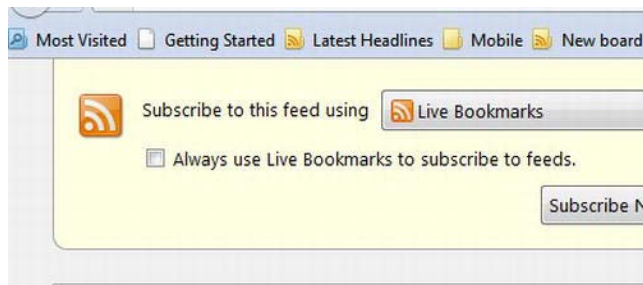 Most Visited Getting Started Latest Headlines Mobile New board
Subscribe to this feed using Live Bookmarks
Always use Live Bookmarks to subscribe to feeds.
Subscribe N